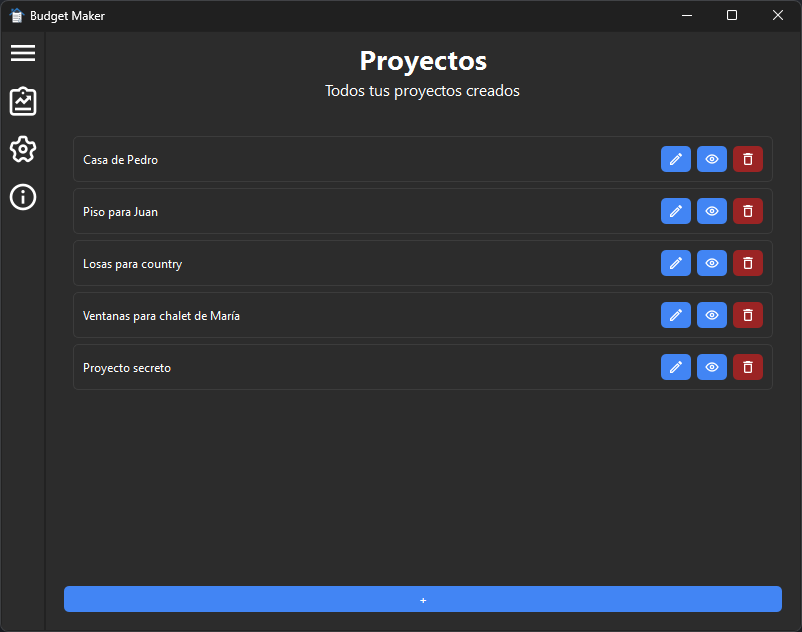 Budget Maker
Proyectos
Todos tus proyectos creados
Casa de Pedro
Piso para Juan
Losas para country
Ventanas para chalet de María
Proyecto secreto
+